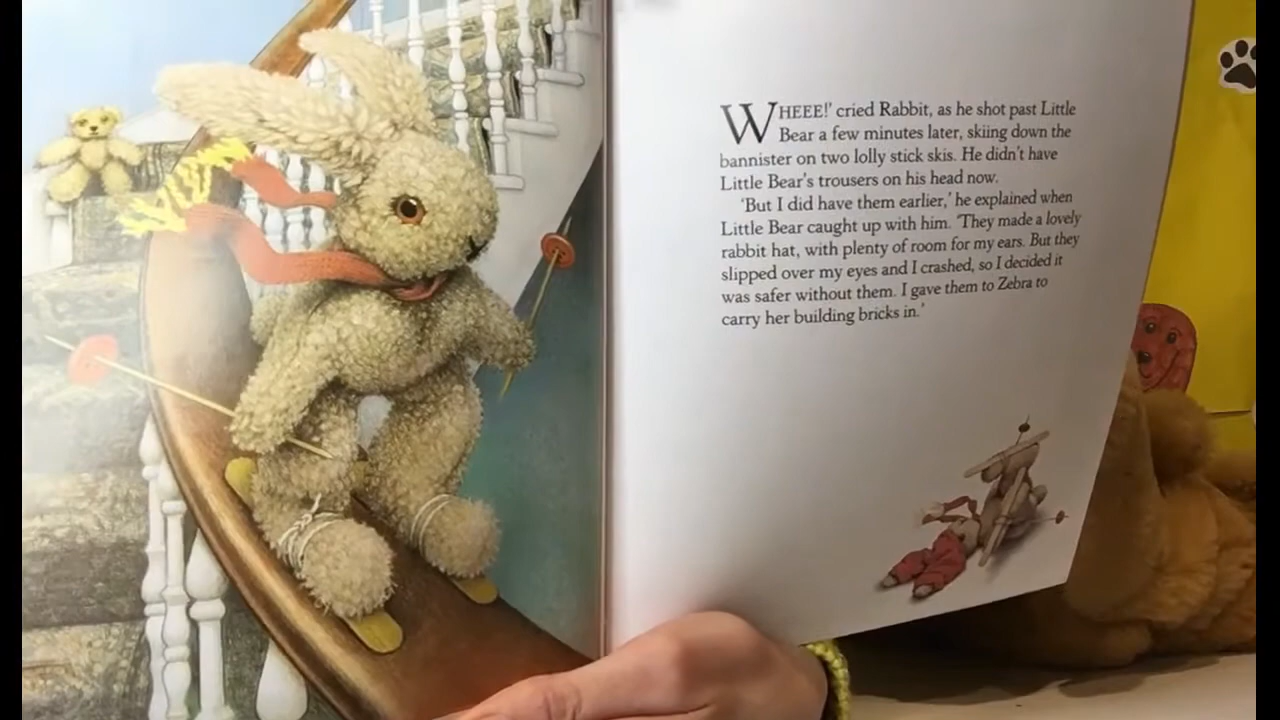 WHEEE!' cried Rabbit, as he shot past Little
Bear a few minutes later, skiing down the
bannister on two lolly stick skis. He didn't have
Little Bear's trousers on his head now.
'But I did have them earlier,' he explained when
Little Bear caught up with him. 'They made a lovely
rabbit hat, with plenty of room for my ears. But they
slipped over my eyes and I crashed, so I decided it
was safer without them. I gave them to Zebra to
carry her building bricks in.'